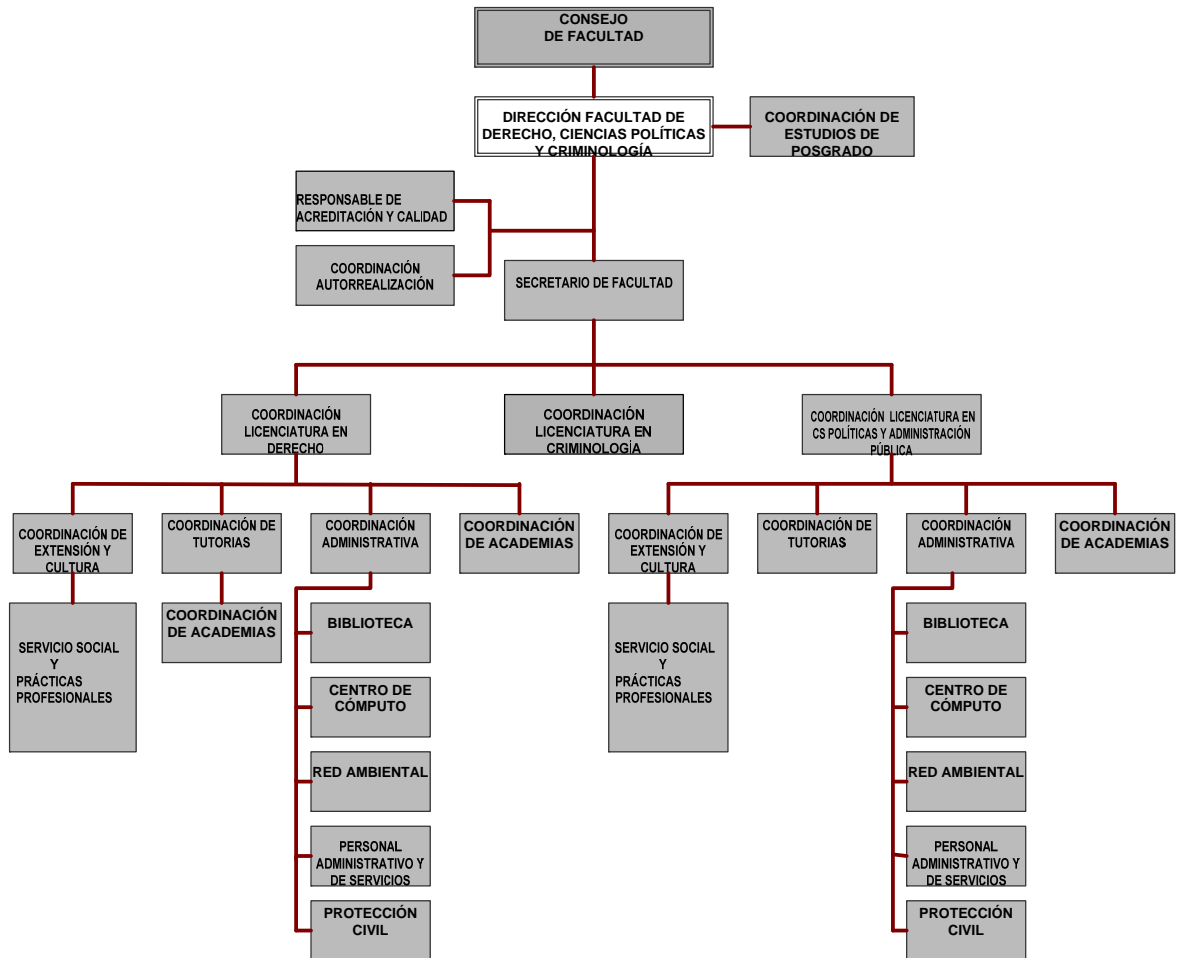 CONSEJO
DE FACULTAD
DIRECCIÓN FACULTAD DE
DERECHO, CIENCIAS POLÍTICAS
Y CRIMINOLOGÍA
COORDINACIÓN DE
ESTUDIOS DE
POSGRADO
RESPONSABLE DE
ACREDITACIÓN Y CALIDAD
COORDINACIÓN
AUTORREALIZACIÓN
SECRETARIO DE FACULTAD
COORDINACIÓN
LICENCIATURA EN
DERECHO
COORDINACIÓN
LICENCIATURA EN
CRIMINOLOGÍA
COORDINACIÓN LICENCIATURA EN
CS POLÍTICAS Y ADMINISTRACIÓN
PÚBLICA
COORDINACIÓN DE
EXTENSIÓN Y
CULTURA
COORDINACIÓN DE
TUTORIAS
COORDINACIÓN
ADMINISTRATIVA
COORDINACIÓN
DE ACADEMIAS
COORDINACIÓN DE
EXTENSIÓN Y
CULTURA
COORDINACIÓN DE
TUTORIAS
COORDINACIÓN
ADMINISTRATIVA
COORDINACIÓN
DE ACADEMIAS
SERVICIO SOCIAL
Y
PRÁCTICAS
PROFESIONALES
COORDINACIÓN
DE ACADEMIAS
BIBLIOTECA
CENTRO DE
CÓMPUTO
RED AMBIENTAL
PERSONAL
ADMINISTRATIVO Y
DE SERVICIOS
PROTECCIÓN
CIVIL
SERVICIO SOCIAL
Y
PRÁCTICAS
PROFESIONALES
BIBLIOTECA
CENTRO DE
CÓMPUTO
RED AMBIENTAL
PERSONAL
ADMINISTRATIVO Y
DE SERVICIOS
PROTECCIÓN
CIVIL